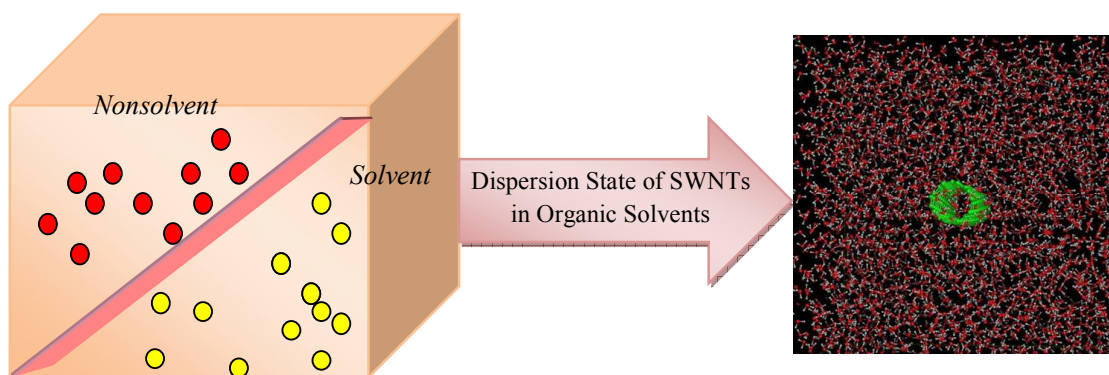 Nonsolvent
Solvent
Dispersion State of SWNTs
in Organic Solvents